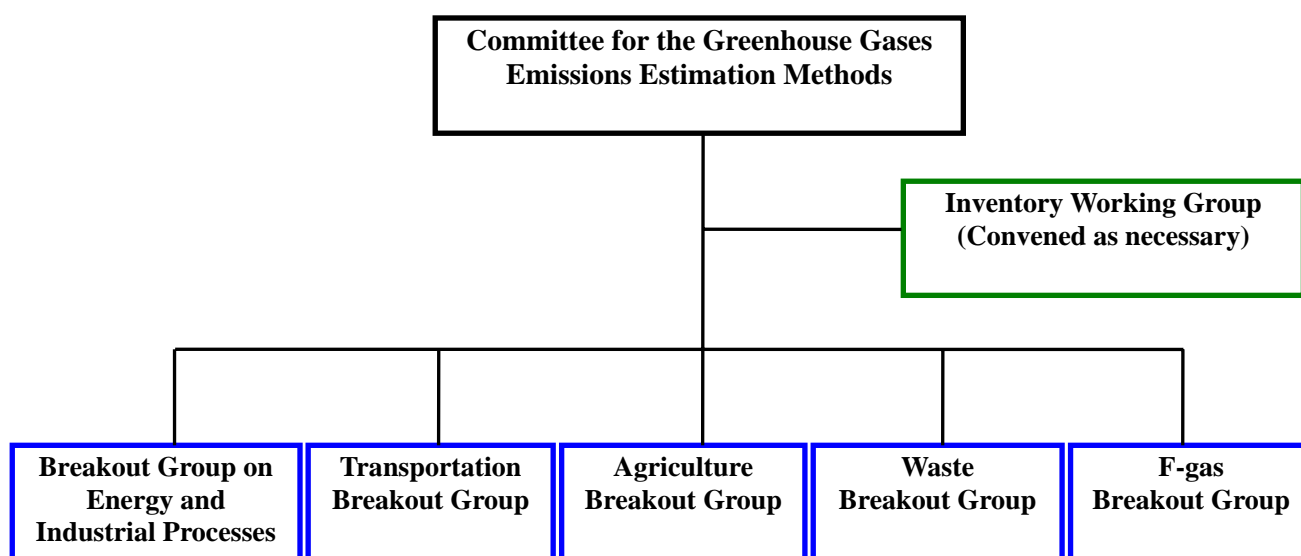 Committee for the Greenhouse Gases
Emissions Estimation Methods
Inventory Working Group
(Convened as necessary)
Breakout Group on
Energy and
Industrial Processes
Transportation
Breakout Group
Agriculture
Breakout Group
Waste
Breakout Group
F-gas
Breakout Group